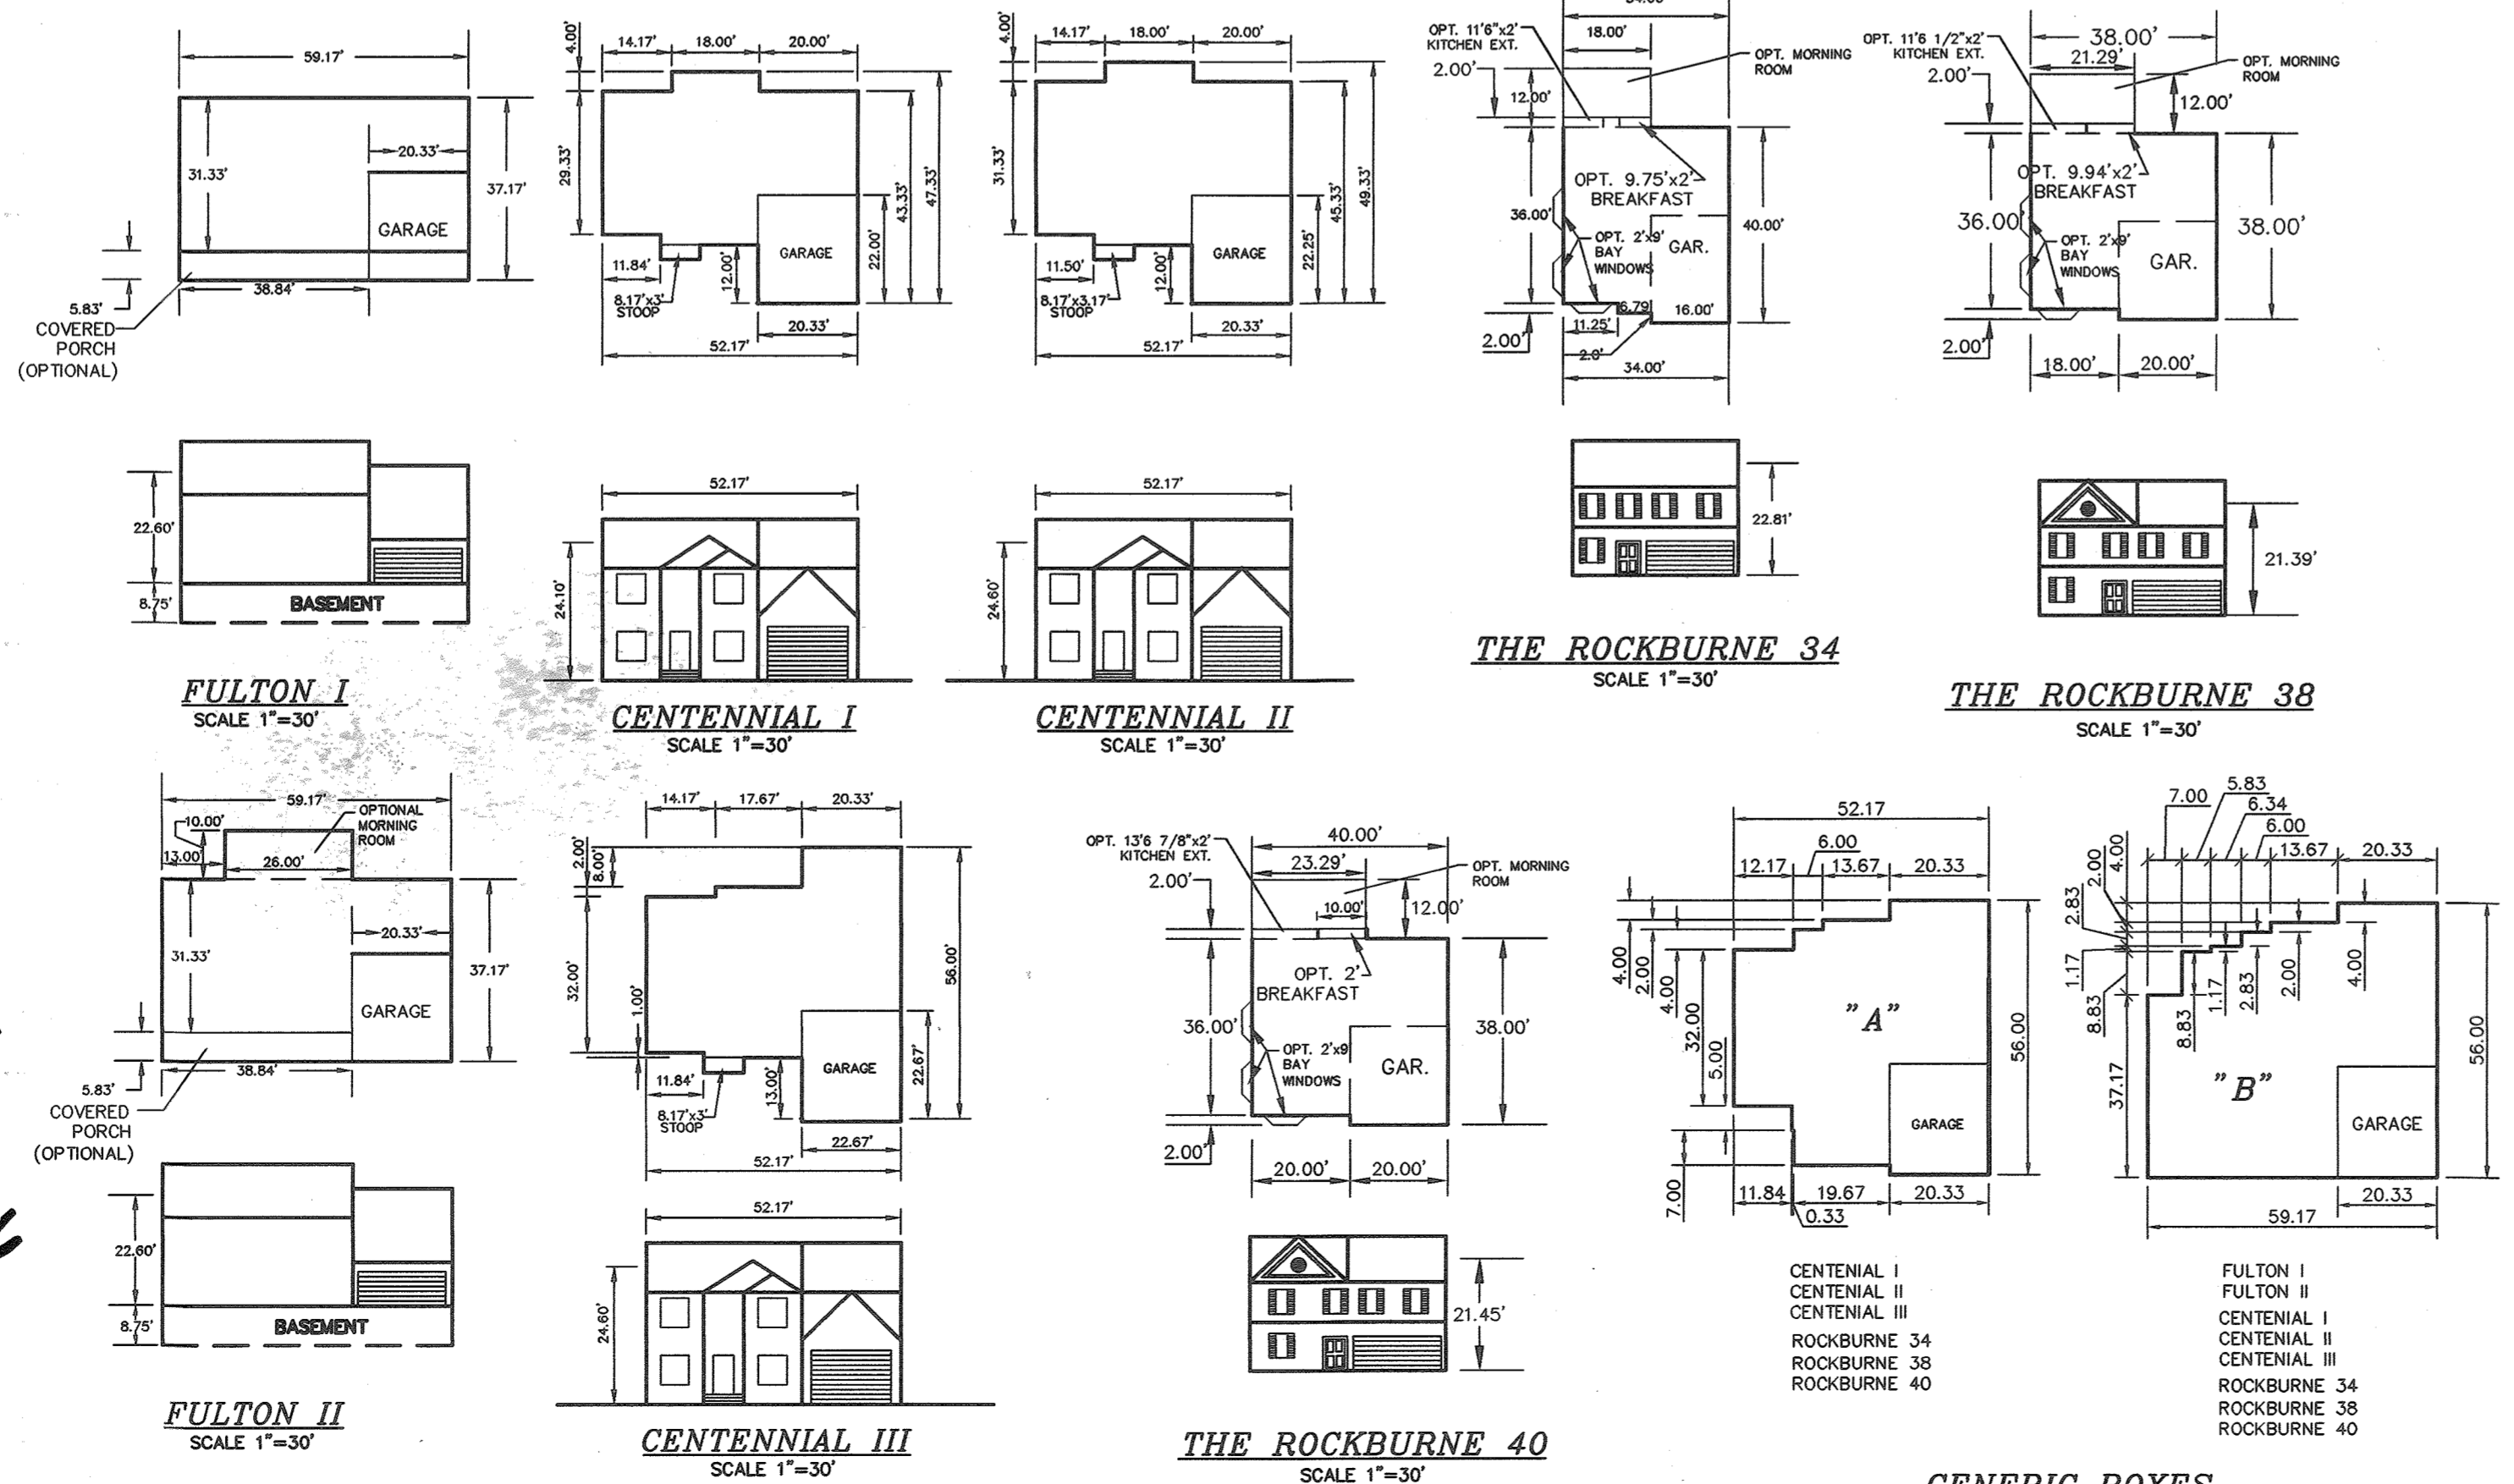 59.17'
31.33'
20.33'
37.17'
GARAGE
38.84'
5.83'
COVERED
PORCH
(OPTIONAL)
22.60'
8.75'
BASEMENT
FULTON I
SCALE 1"=30'
4.00'
14.17'
18.00'
20.00'
29.33'
43.33'
47.33'
22.00'
GARAGE
11.84'
12.00'
8.17'x3'
STOOP
20.33'
52.17'
52.17'
24.10'
CENTENNIAL I
SCALE 1"=30'
4.00'
14.17'
18.00'
20.00'
31.33'
45.33'
49.33'
22.25'
GARAGE
11.50'
12.00'
8.17'x3.17'
STOOP
20.33'
52.17'
52.17'
24.60'
CENTENNIAL II
SCALE 1"=30'
OPT. 11'6"x2'
KITCHEN EXT.
18.00'
OPT. MORNING
ROOM
2.00'
12.00'
OPT. 9.75'x2'
BREAKFAST
36.00'
40.00'
OPT. 2'x9'
BAY
WINDOWS
GAR.
6.79
16.00'
11.25'
2.00'
2.0'
34.00'
22.81'
THE ROCKBURNE 34
SCALE 1"=30'
OPT. 11'6 1/2"x2'
KITCHEN EXT.
38.00'
21.29'
OPT. MORNING
ROOM
2.00'
12.00'
OPT. 9.94'x2'
BREAKFAST
36.00'
38.00'
OPT. 2'x9'
BAY
WINDOWS
GAR.
2.00'
18.00'
20.00'
21.39'
THE ROCKBURNE 38
SCALE 1"=30'
59.17'
OPTIONAL
MORNING
ROOM
10.00'
13.00'
26.00'
31.33'
20.33'
37.17'
GARAGE
38.84'
5.83'
COVERED
PORCH
(OPTIONAL)
22.60'
8.75'
BASEMENT
FULTON II
SCALE 1"=30'
14.17'
17.67'
20.33'
2.00'
8.00'
32.00'
1.00'
56.00'
22.67'
GARAGE
11.84'
13.00'
8.17'x3'
STOOP
22.67'
52.17'
52.17'
24.60'
CENTENNIAL III
SCALE 1"=30'
OPT. 13'6 7/8"x2'
KITCHEN EXT.
40.00'
23.29'
OPT. MORNING
ROOM
2.00'
10.00'
12.00'
OPT. 2'
BREAKFAST
36.00'
38.00'
OPT. 2'x9
BAY
WINDOWS
GAR.
2.00'
20.00'
20.00'
21.45'
THE ROCKBURNE 40
SCALE 1"=30'
52.17
6.00
12.17
13.67
20.33
4.00
2.00
4.00
32.00
5.00
"A"
56.00
GARAGE
7.00
11.84
19.67
20.33
0.33
CENTENIAL I
CENTENIAL II
CENTENIAL III
ROCKBURNE 34
ROCKBURNE 38
ROCKBURNE 40
7.00
5.83
6.34
6.00
13.67
20.33
4.00
2.00
2.83
1.17
8.83
8.83
1.17
2.83
2.00
4.00
37.17
"B"
56.00
GARAGE
20.33
59.17
FULTON I
FULTON II
CENTENIAL I
CENTENIAL II
CENTENIAL III
ROCKBURNE 34
ROCKBURNE 38
ROCKBURNE 40
GENERIC BOXES